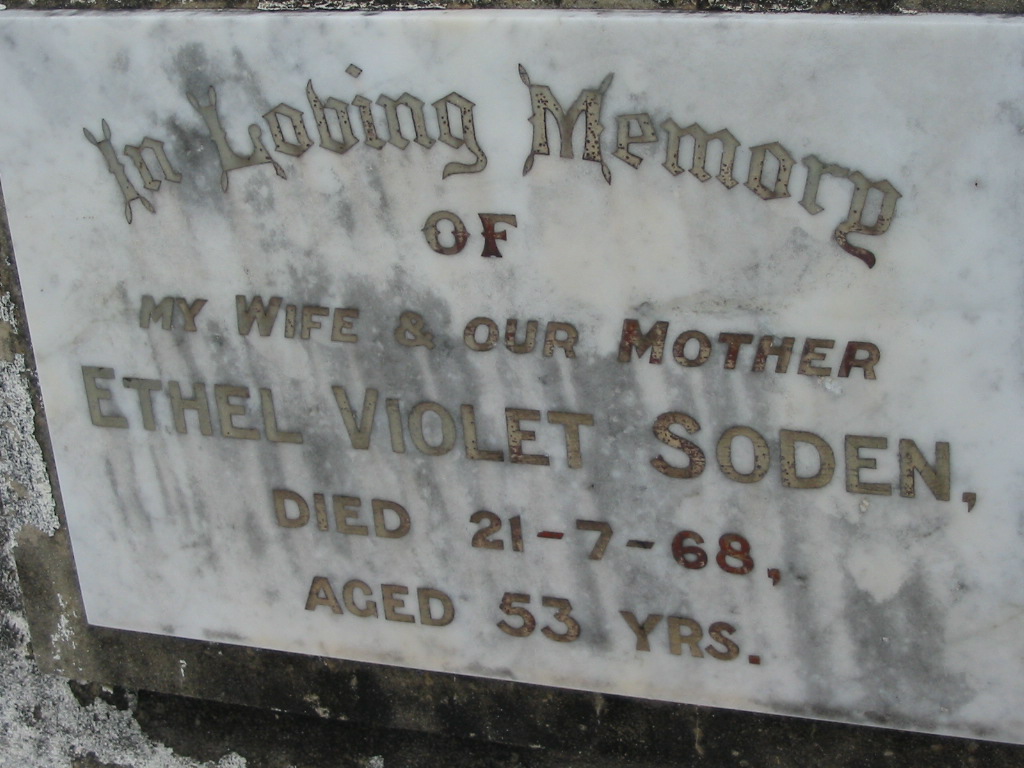 In Loving Memory
OF
MY WIFE & OUR MOTHER
ETHEL VIOLET SODEN,
DIED 21-7-68,
AGED 53 YRS.